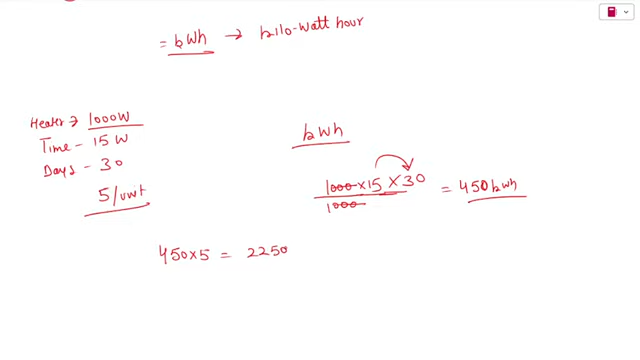 = kWh → kilo-Watt hour
Heater → 1000W
Time - 15 W
Days - 30
5/unit
kWh
1000 × 15 × 30
1000
= 450 kwh
450 × 5 = 2250